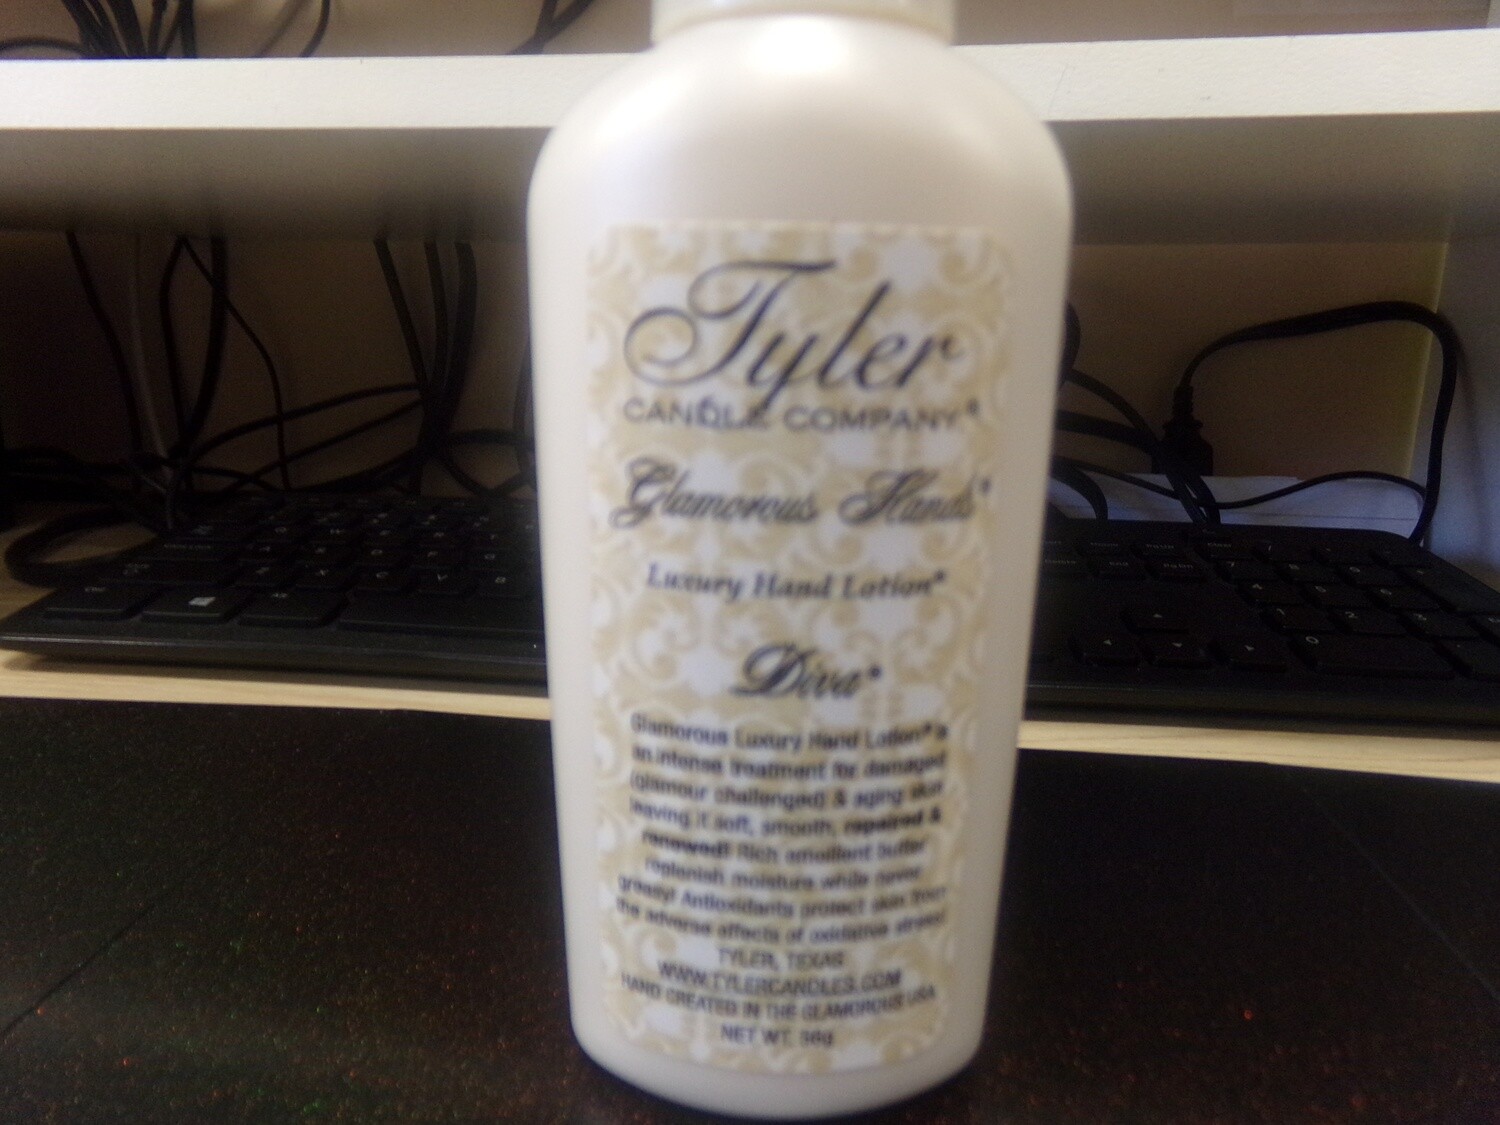 Tyler
CANDLE COMPANY®
Glamorous Hands®
Luxury Hand Lotion®
Diva®
Glamorous Luxury Hand Lotion® is
an intense treatment for damaged
(glamour challenged) & aging skin
leaving it soft, smooth, repaired &
renewed! Rich emollient butter
replenish moisture while never
greasy! Antioxidants protect skin from
the adverse effects of oxidative stress!
TYLER, TEXAS
WWW.TYLERCANDLES.COM
HAND CREATED IN THE GLAMOROUS USA
NET WT. 56g